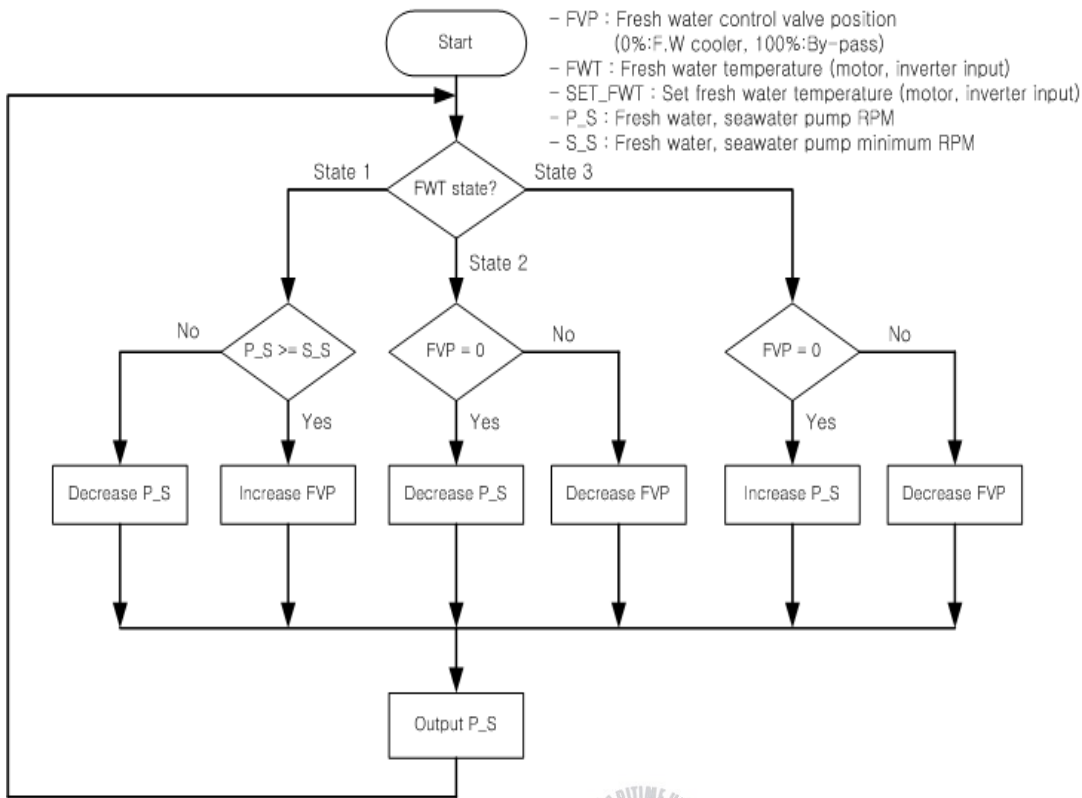 Start
- FVP : Fresh water control valve position
(0%:F.W cooler, 100%:By-pass)
- FWT : Fresh water temperature (motor, inverter input)
- SET_FWT : Set fresh water temperature (motor, inverter input)
- P_S : Fresh water, seawater pump RPM
- S_S : Fresh water, seawater pump minimum RPM
State 1
FWT state?
State 3
State 2
No
P_S >= S_S
Yes
FVP = 0
No
Yes
FVP = 0
No
Yes
Decrease P_S
Increase FVP
Decrease P_S
Decrease FVP
Increase P_S
Decrease FVP
Output P_S